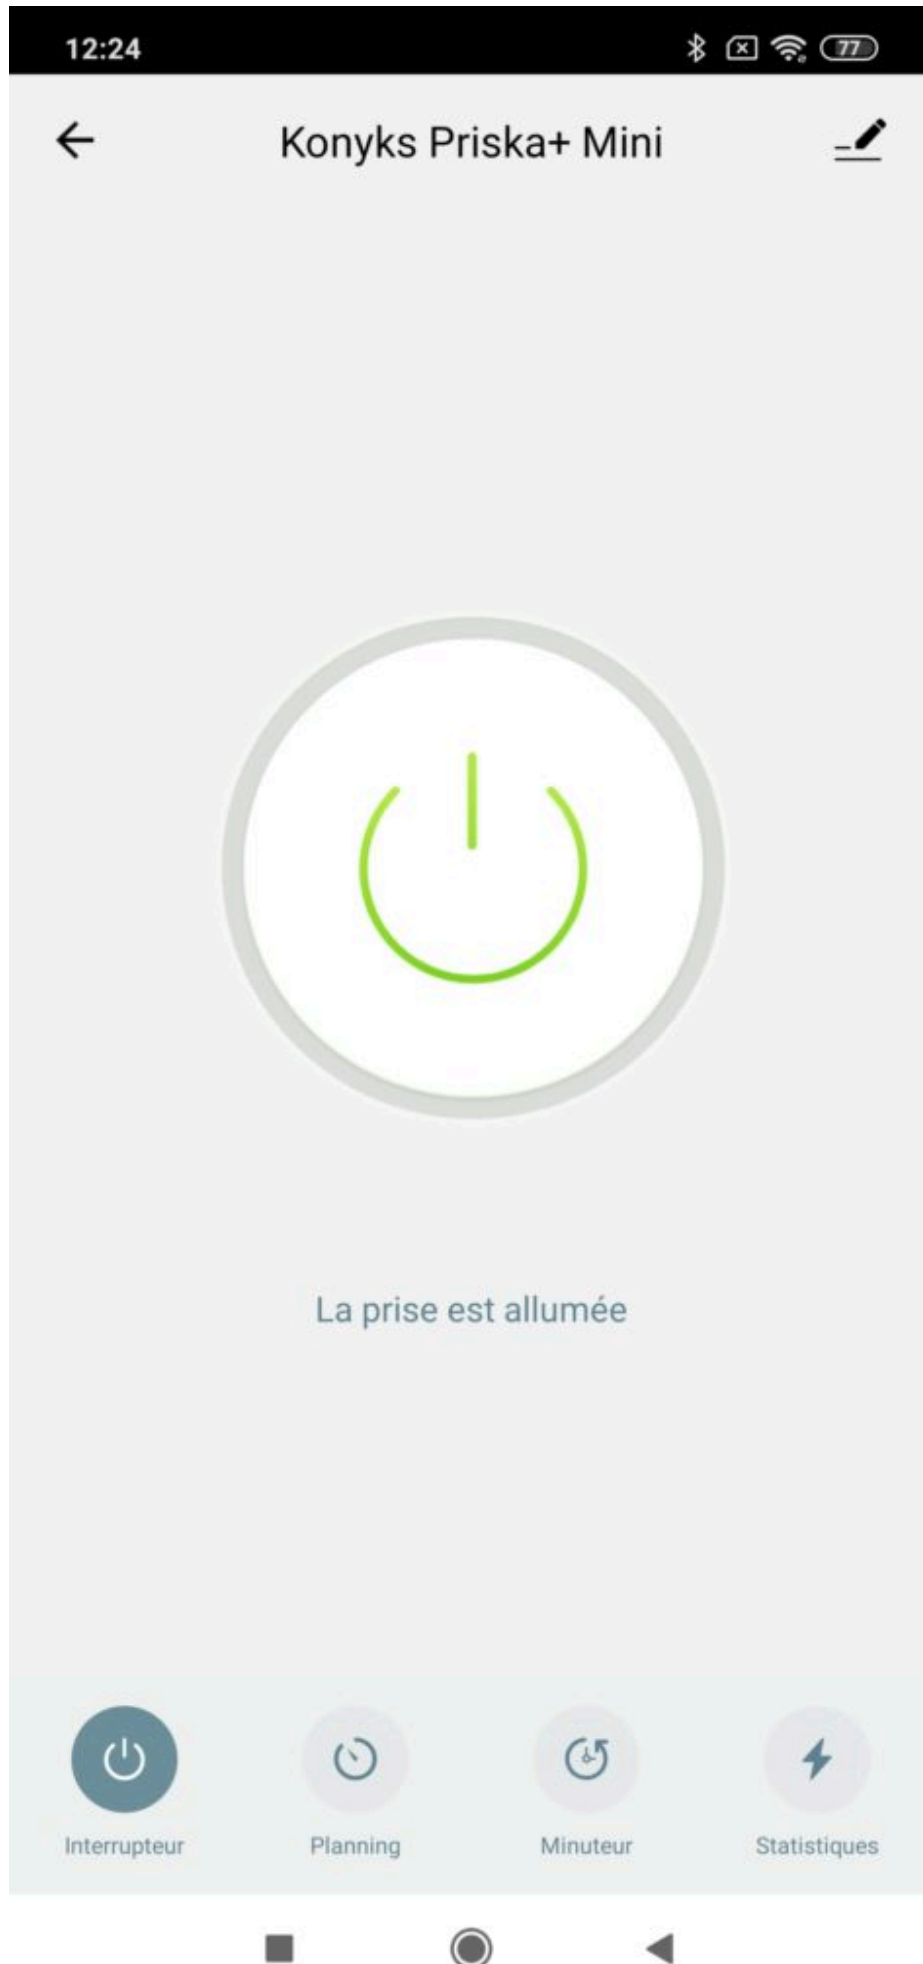 12:24
77
Konyks Priska+ Mini
La prise est allumée
Interrupteur
Planning
Minuteur
Statistiques